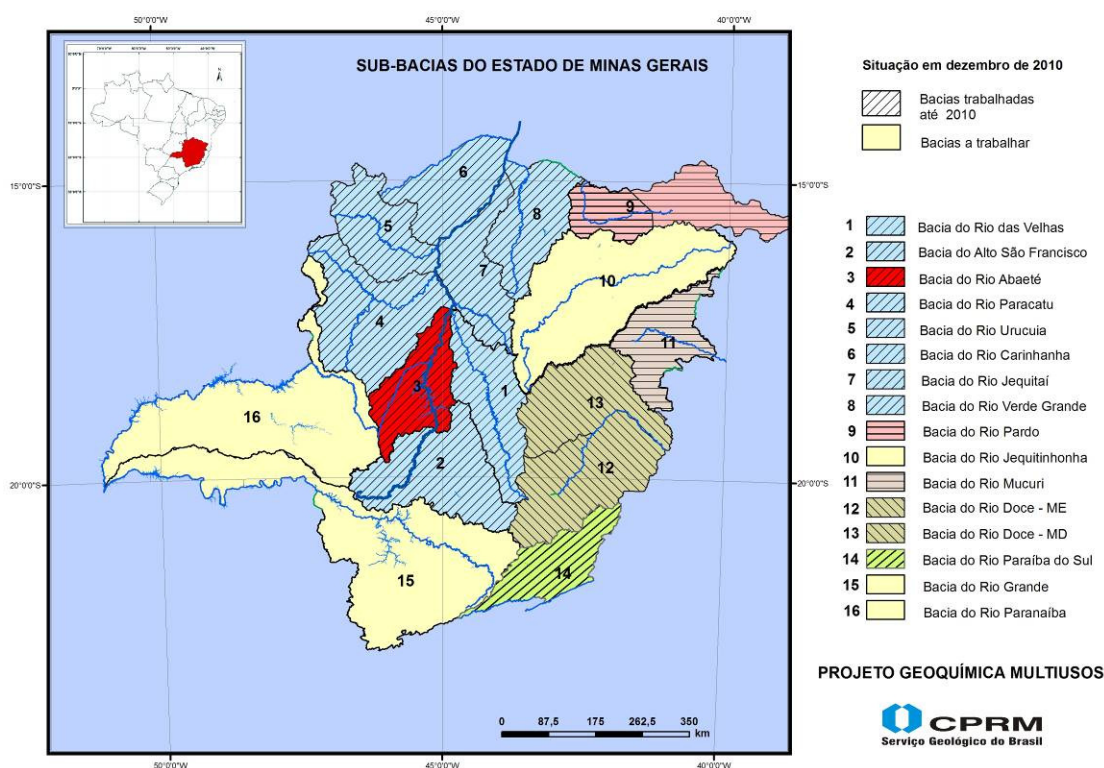 50°0'0"W
45°0'0"W
40°0'0"W
SUB-BACIAS DO ESTADO DE MINAS GERAIS
N
15°0'0"S
15°0'0"S
20°0'0"S
20°0'0"S
6
5
8
9
7
10
4
11
3
1
16
13
2
12
14
15
0
87,5
175
262,5
350
km
50°0'0"W
45°0'0"W
40°0'0"W
Situação em dezembro de 2010
Bacias trabalhadas
até 2010
Bacias a trabalhar
1 Bacia do Rio das Velhas
2 Bacia do Alto São Francisco
3 Bacia do Rio Abaeté
4 Bacia do Rio Paracatu
5 Bacia do Rio Urucuia
6 Bacia do Rio Carinhanha
7 Bacia do Rio Jequitaí
8 Bacia do Rio Verde Grande
9 Bacia do Rio Pardo
10 Bacia do Rio Jequitinhonha
11 Bacia do Rio Mucuri
12 Bacia do Rio Doce - ME
13 Bacia do Rio Doce - MD
14 Bacia do Rio Paraíba do Sul
15 Bacia do Rio Grande
16 Bacia do Rio Paranaíba
PROJETO GEOQUÍMICA MULTIUSOS
CPRM
Serviço Geológico do Brasil